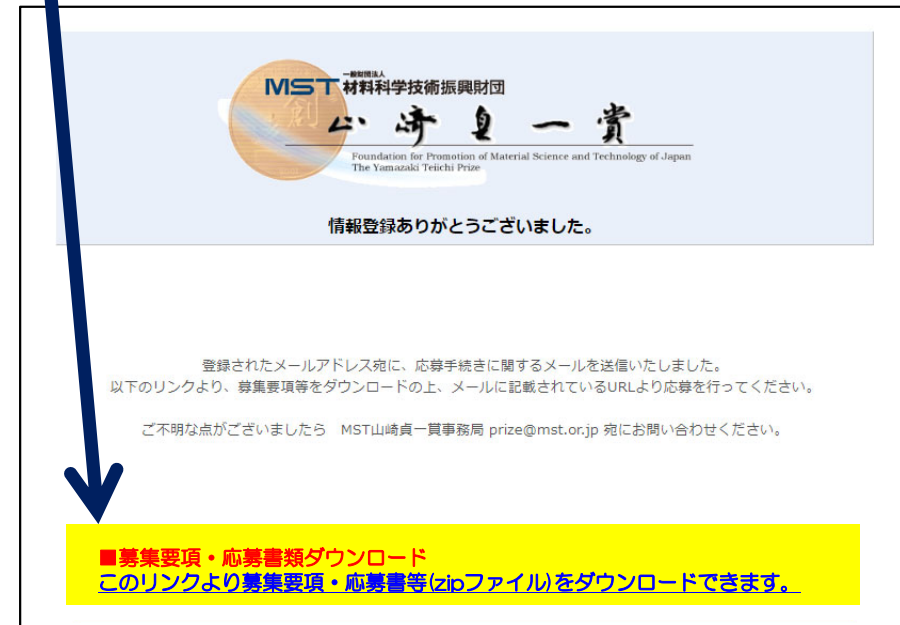 一般財団法人
MST 材料科学技術振興財団
創
山崎貞一賞
Foundation for Promotion of Material Science and Technology of Japan
The Yamazaki Teiichi Prize
情報登録ありがとうございました。
登録されたメールアドレス宛に、応募手続きに関するメールを送信いたしました。
以下のリンクより、募集要項等をダウンロードの上、メールに記載されているURLより応募を行ってください。
ご不明な点がございましたら　MST山崎貞一賞事務局 prize@mst.or.jp 宛にお問い合わせください。
■募集要項・応募書類ダウンロード
このリンクより募集要項・応募書等(zipファイル)をダウンロードできます。